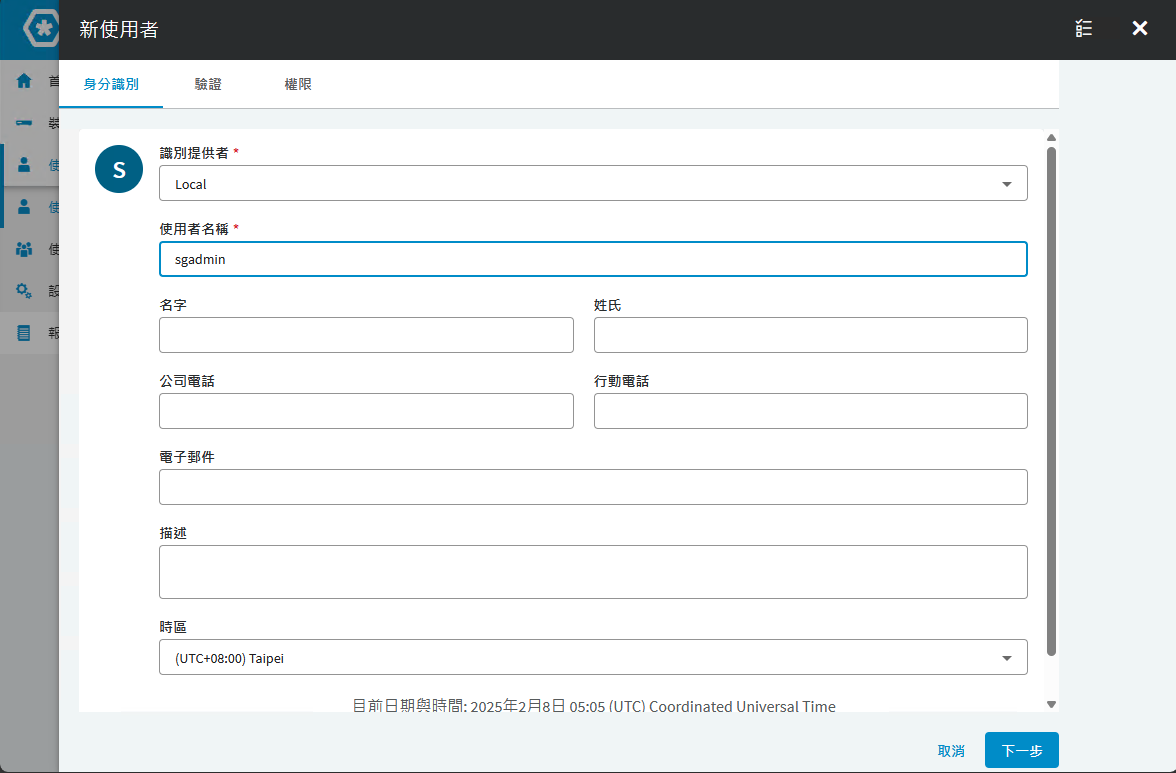 新使用者
首
裝
使
使
使
設
報
身分識別 驗證 權限
S
識別提供者 *
Local
使用者名稱 *
sgadmin
名字 姓氏
公司電話 行動電話
電子郵件
描述
時區
(UTC+08:00) Taipei
目前日期與時間: 2025年2月8日 05:05 (UTC) Coordinated Universal Time
取消 下一步